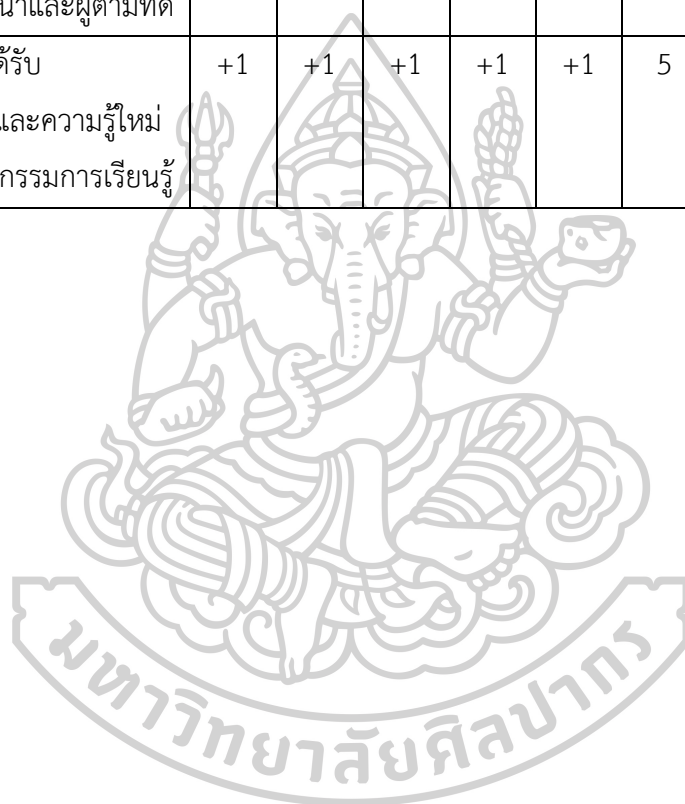 นำและผู้ตามที่ดี
ด้รับ +1 +1 +1 +1 +1 5
และความรู้ใหม่
กรรมการเรียนรู้
มหาวิทยาลัยศิลปากร